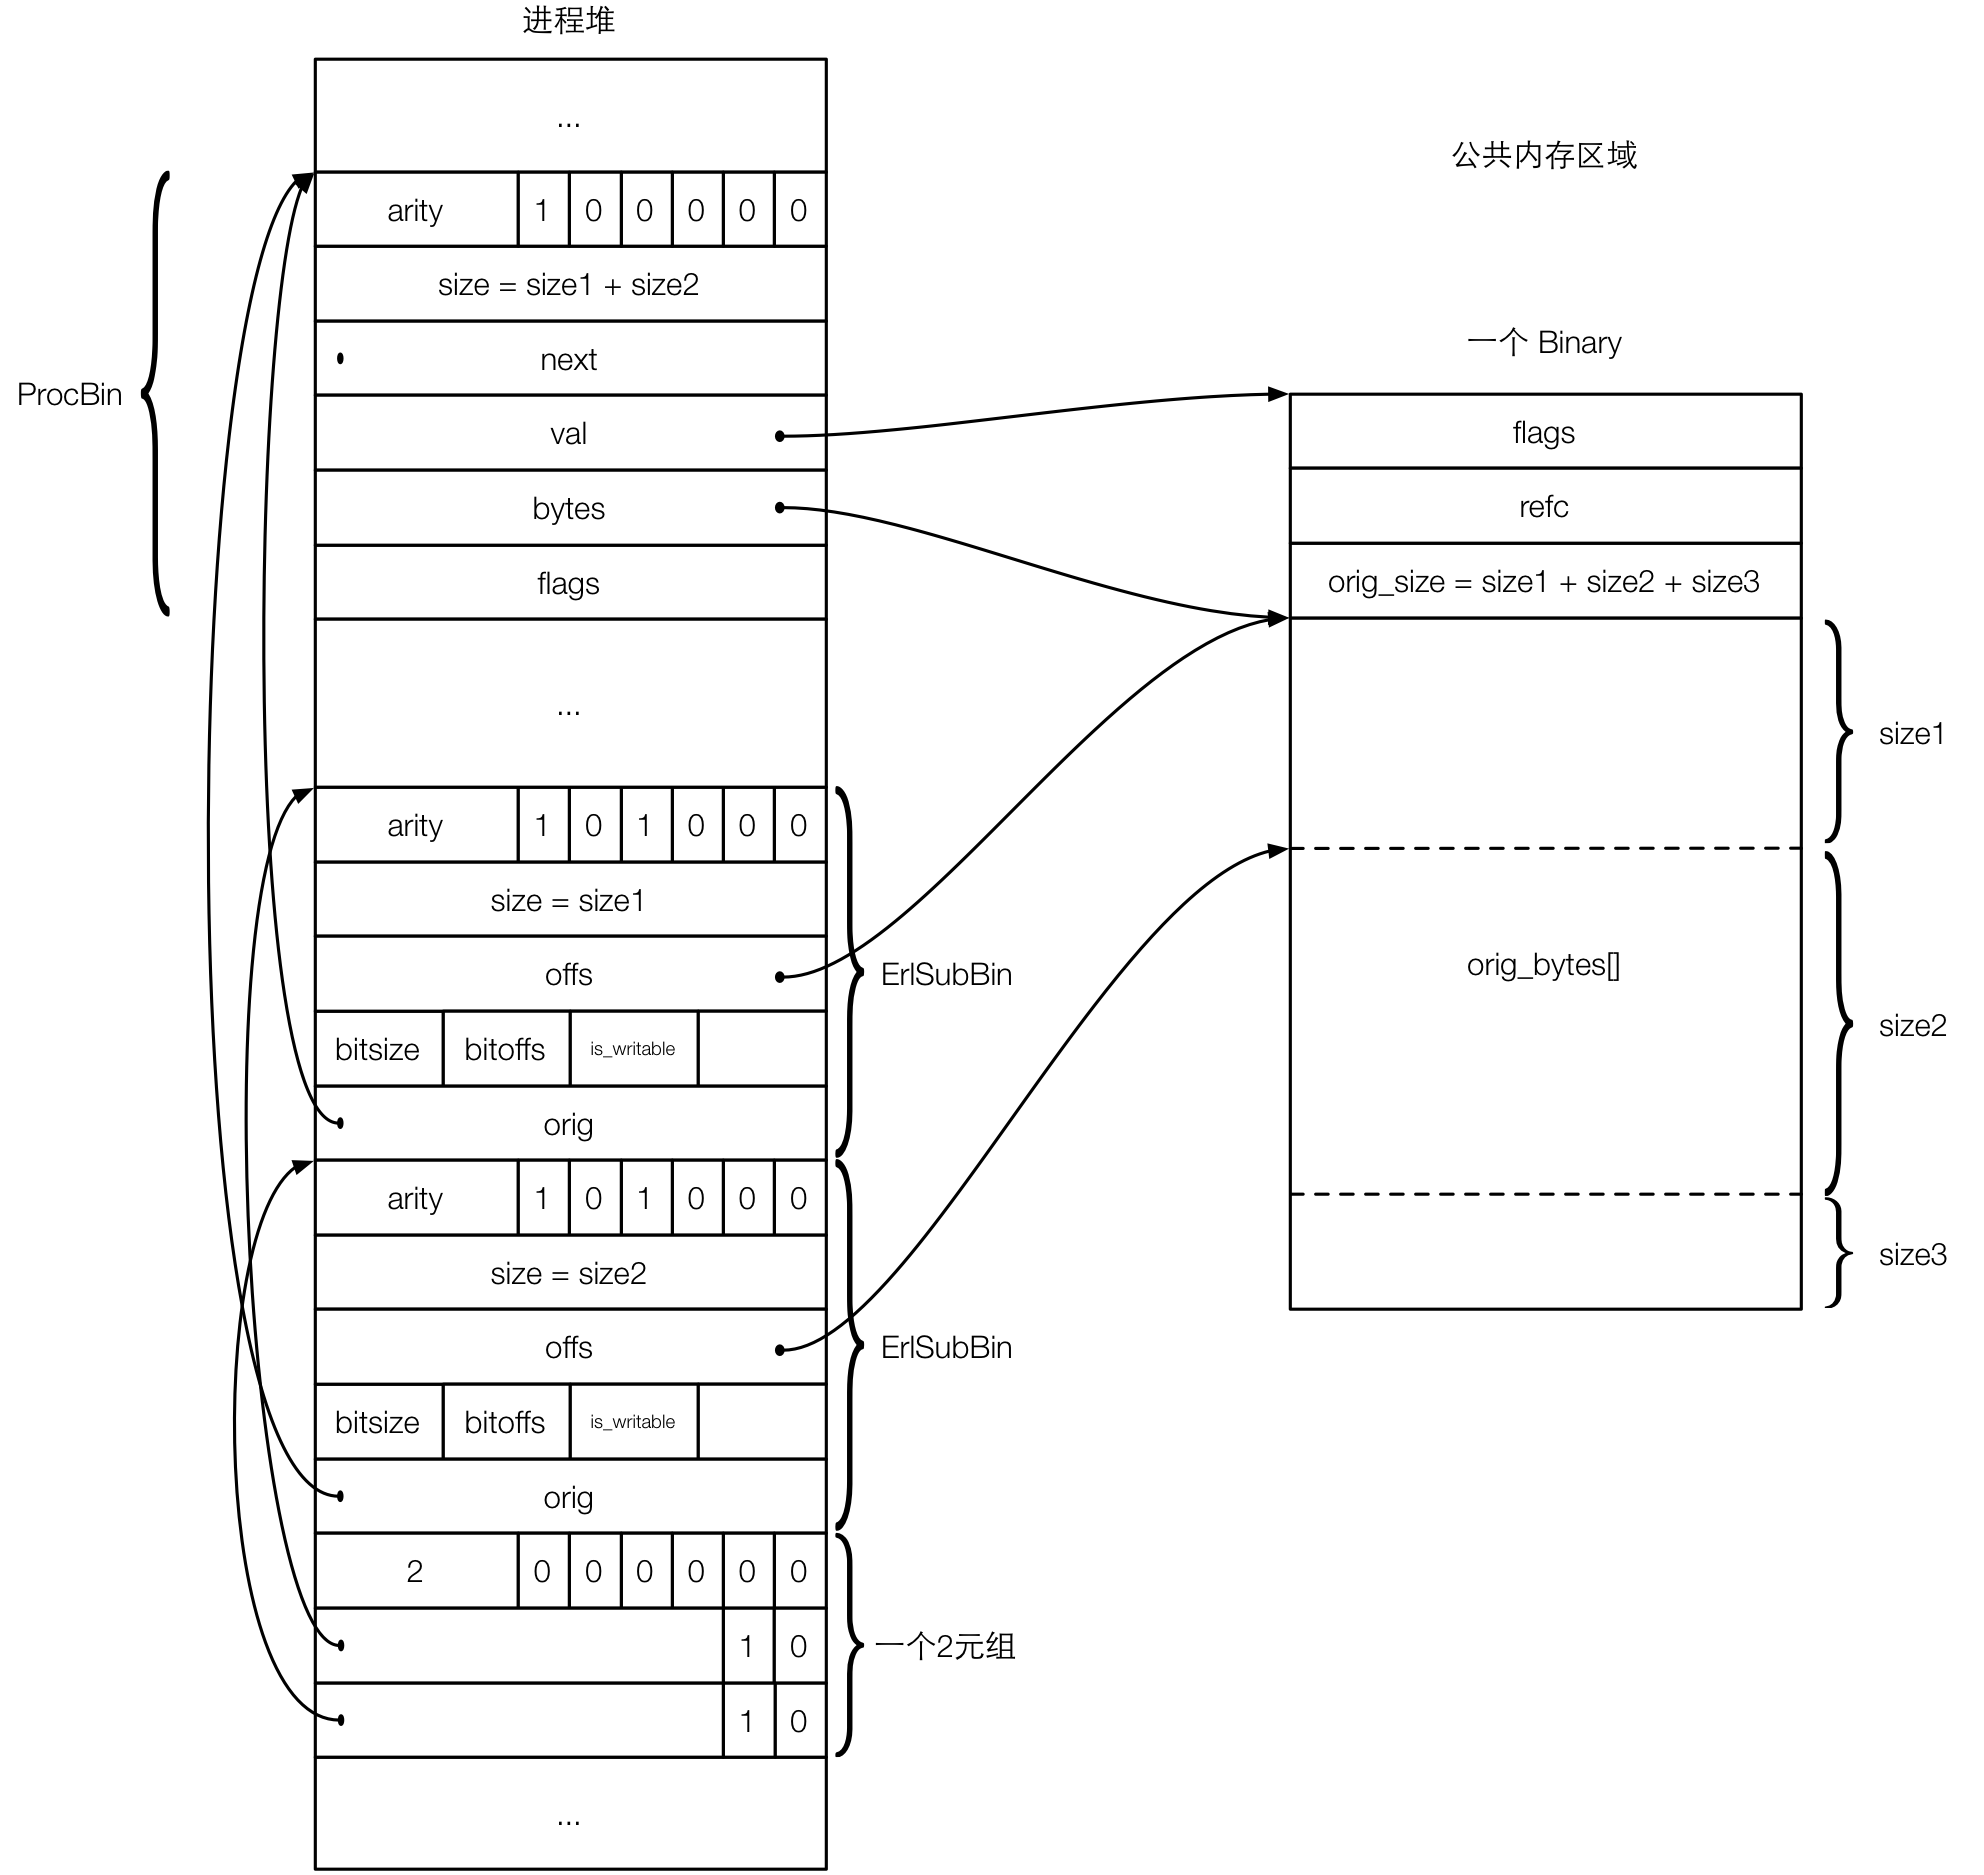 进程堆
...
公共内存区域
arity 1 0 0 0 0 0
size = size1 + size2
next
一个 Binary
ProcBin
val
flags
bytes
refc
flags
orig_size = size1 + size2 + size3
...
size1
arity 1 0 1 0 0 0
size = size1
offs
ErlSubBin
orig_bytes[]
size2
bitsize bitoffs is_writable
orig
arity 1 0 1 0 0 0
size = size2
size3
offs
ErlSubBin
bitsize bitoffs is_writable
orig
2 0 0 0 0 0 0
1 0
一个2元组
1 0
...